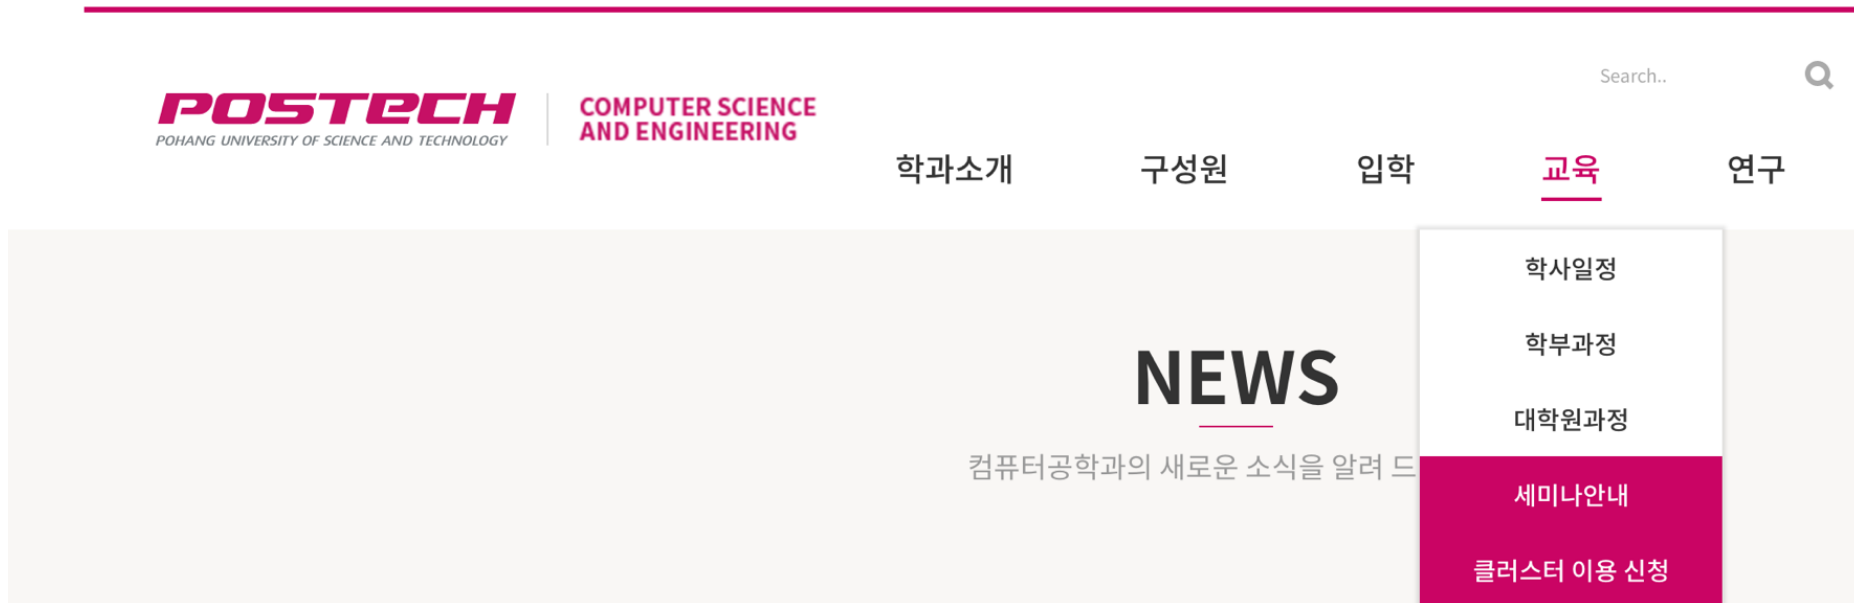 Search..
POSTECH
POHANG UNIVERSITY OF SCIENCE AND TECHNOLOGY
COMPUTER SCIENCE
AND ENGINEERING
학과소개 구성원 입학 교육 연구
학사일정
학부과정
대학원과정
세미나안내
클러스터 이용 신청
NEWS
컴퓨터공학과의 새로운 소식을 알려 드